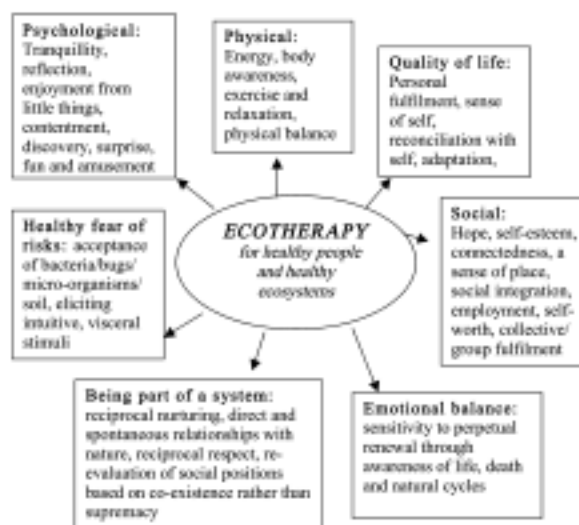 Psychological:
Tranquillity,
reflection,
enjoyment from
little things,
contentment,
discovery, surprise,
fun and amusement
Physical:
Energy, body
awareness,
exercise and
relaxation,
physical balance
Quality of life:
Personal
fulfilment, sense
of self,
reconciliation with
self, adaptation,
ECOTHERAPY
for healthy people
and healthy
ecosystems
Healthy fear of
risks: acceptance
of bacteria/bugs/
micro-organisms/
soil, eliciting
intuitive, visceral
stimuli
Social:
Hope, self-esteem,
connectedness, a
sense of place,
social integration,
employment, self-
worth, collective/
group fulfilment
Being part of a system:
reciprocal nurturing, direct and
spontaneous relationships with
nature, reciprocal respect, re-
evaluation of social positions
based on co-existence rather than
supremacy
Emotional balance:
sensitivity to perpetual
renewal through
awareness of life, death
and natural cycles